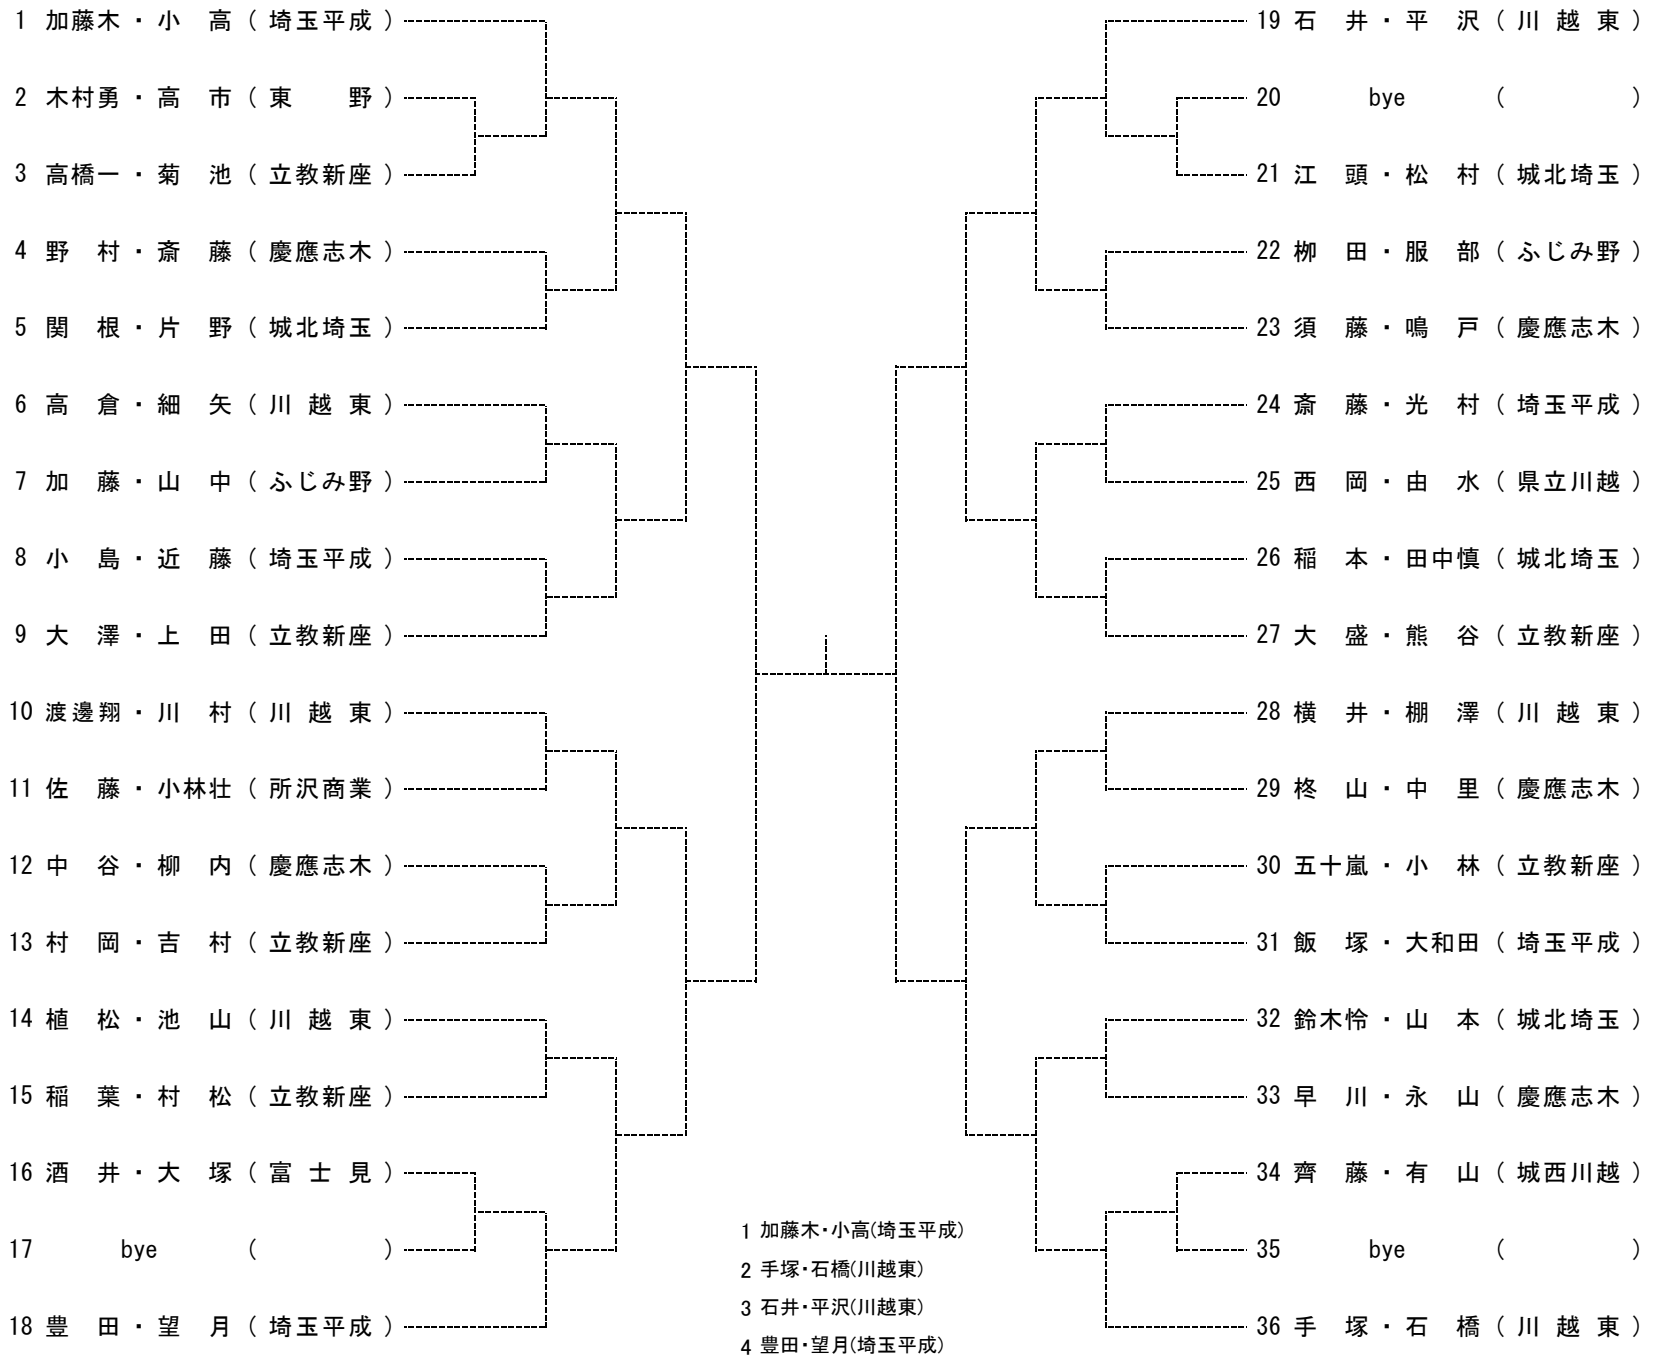 1 加藤木・小　高（埼玉平成）
2 木村勇・高　市（東　　野）
3 高橋一・菊　池（立教新座）
4 野　村・斎　藤（慶應志木）
5 関　根・片　野（城北埼玉）
6 高　倉・細　矢（川 越 東）
7 加　藤・山　中（ふじみ野）
8 小　島・近　藤（埼玉平成）
9 大　澤・上　田（立教新座）
10 渡邊翔・川　村（川 越 東）
11 佐　藤・小林壮（所沢商業）
12 中　谷・柳　内（慶應志木）
13 村　岡・吉　村（立教新座）
14 植　松・池　山（川 越 東）
15 稲　葉・村　松（立教新座）
16 酒　井・大　塚（富 士 見）
17 bye（　　　　）
18 豊　田・望　月（埼玉平成）
1 加藤木・小高(埼玉平成)
2 手塚・石橋(川越東)
3 石井・平沢(川越東)
4 豊田・望月(埼玉平成)
19 石　井・平　沢（川 越 東）
20 bye（　　　　）
21 江　頭・松　村（城北埼玉）
22 栁　田・服　部（ふじみ野）
23 須　藤・鳴　戸（慶應志木）
24 斎　藤・光　村（埼玉平成）
25 西　岡・由　水（県立川越）
26 稲　本・田中慎（城北埼玉）
27 大　盛・熊　谷（立教新座）
28 横　井・棚　澤（川 越 東）
29 柊　山・中　里（慶應志木）
30 五十嵐・小　林（立教新座）
31 飯　塚・大和田（埼玉平成）
32 鈴木怜・山　本（城北埼玉）
33 早　川・永　山（慶應志木）
34 齊　藤・有　山（城西川越）
35 bye（　　　　）
36 手　塚・石　橋（川 越 東）